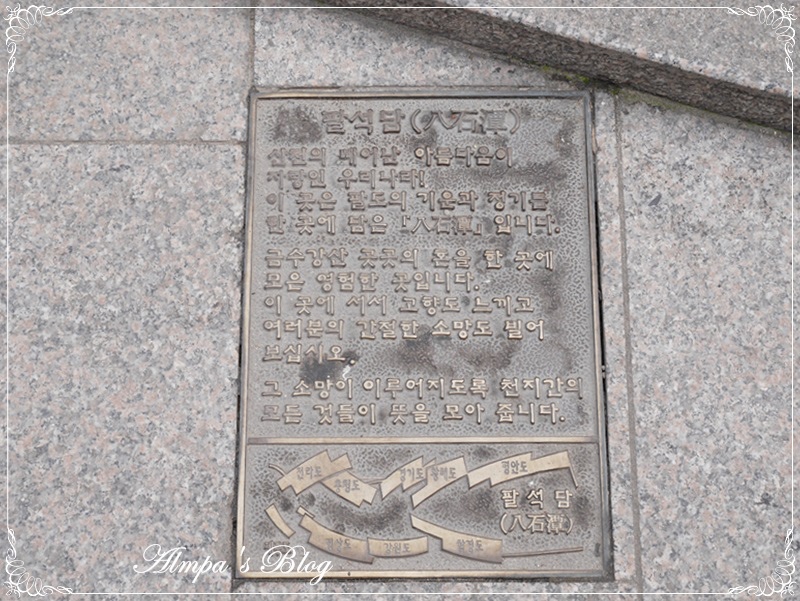 팔석담(八石潭)
산천의 빼어난 아름다움이
자랑인 우리나라!
이 곳은 팔도의 기운과 정기를
한 곳에 담은 『八石潭』입니다.
금수강산 곳곳의 혼을 한 곳에
모은 영험한 곳입니다.
이 곳에 서서 고향도 느끼고
여러분의 간절한 소망도 빌어
보십시오.
그 소망이 이루어지도록 천지간의
모든 것들이 뜻을 모아 줍니다.
전라도
충청도
경기도
황해도
평안도
팔석담
(八石潭)
경상도
강원도
함경도
Almpa's Blog